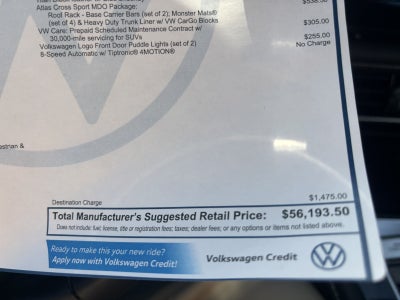 Atlas Cross Sport MDO Package:
Roof Rack - Base Carrier Bars (set of 2); Monster Mats®
(set of 4) & Heavy Duty Trunk Liner w/ VW CarGo Blocks $305.00
VW Care: Prepaid Scheduled Maintenance Contract w/
30,000-mile servicing for SUVs $255.00
Volkswagen Logo Front Door Puddle Lights (set of 2) No Charge
8-Speed Automatic w/ Tiptronic® 4MOTION®
estrian &
Destination Charge $1,475.00
Total Manufacturer's Suggested Retail Price: $56,193.50
Does not include: fuel; license, title or registration fees; taxes; dealer fees; or any options or items not listed above.
Ready to make this your new ride?
Apply now with Volkswagen Credit!
Volkswagen Credit